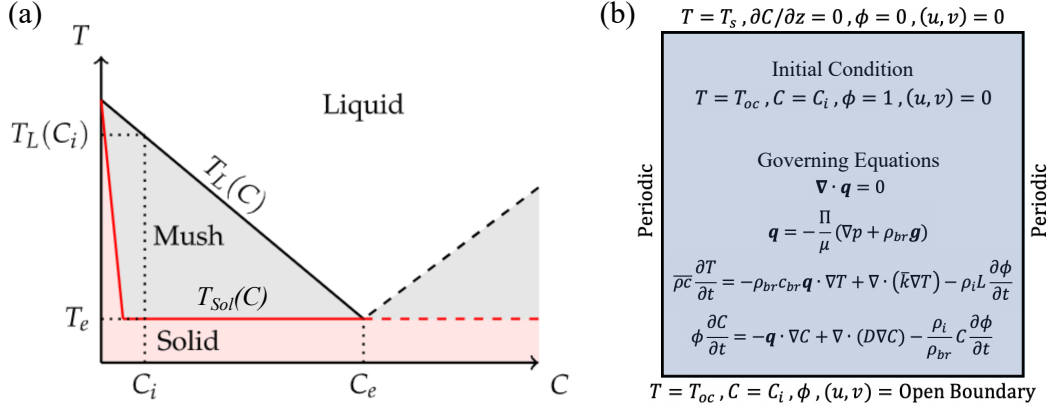 (a)
T
Liquid
T_L(C_i)
T_L(C)
Mush
T_Sol(C)
T_e
Solid
C_i
C_e
C
(b)
T = T_s , ∂C/∂z = 0 , ϕ = 0 , (u, v) = 0
Initial Condition
T = T_oc , C = C_i , ϕ = 1 , (u, v) = 0
Governing Equations
∇ · q = 0
q = −Π/μ (∇p + ρ_br g)
\overline{ρc} ∂T/∂t = −ρ_br c_br q · ∇T + ∇ · (\bar{k}∇T) − ρ_i L ∂ϕ/∂t
ϕ ∂C/∂t = −q · ∇C + ∇ · (D∇C) − ρ_i/ρ_br C ∂ϕ/∂t
Periodic
Periodic
T = T_oc , C = C_i , ϕ , (u, v) = Open Boundary